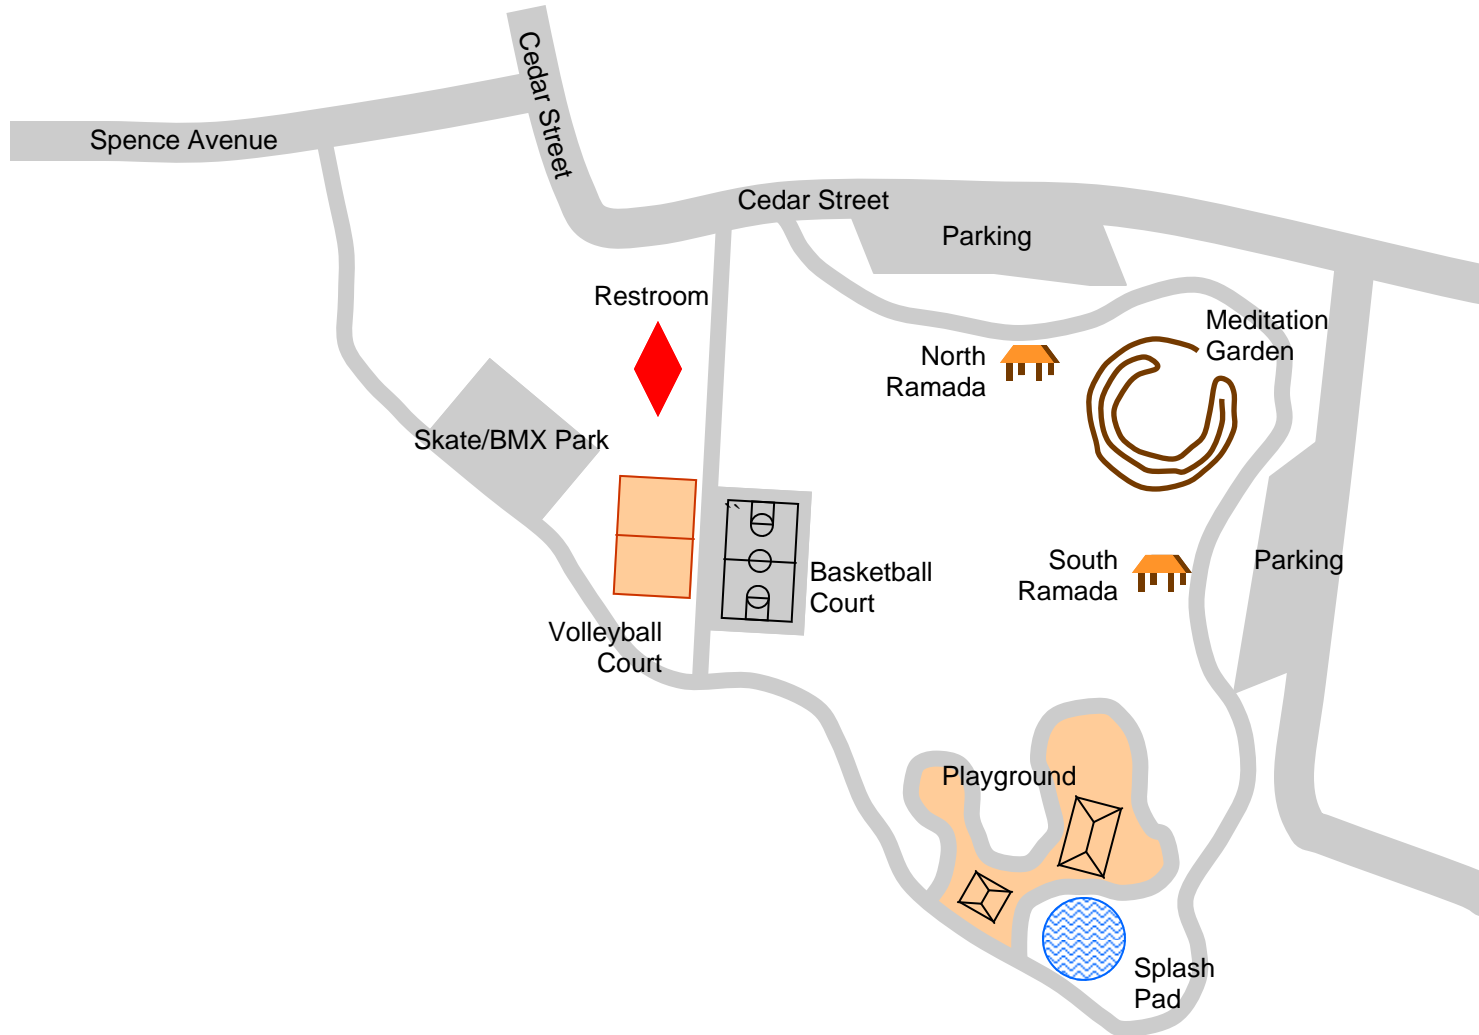 Cedar Street
Spence Avenue
Cedar Street
Parking
Restroom
Meditation
Garden
North
Ramada
Skate/BMX Park
South
Ramada
Parking
Basketball
Court
Volleyball
Court
Playground
Splash
Pad